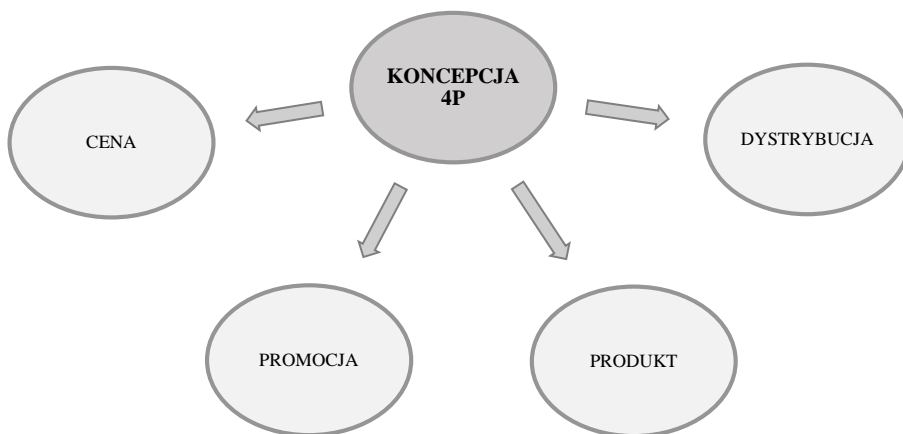 KONCEPCJA
4P
CENA
DYSTRYBUCJA
PROMOCJA
PRODUKT